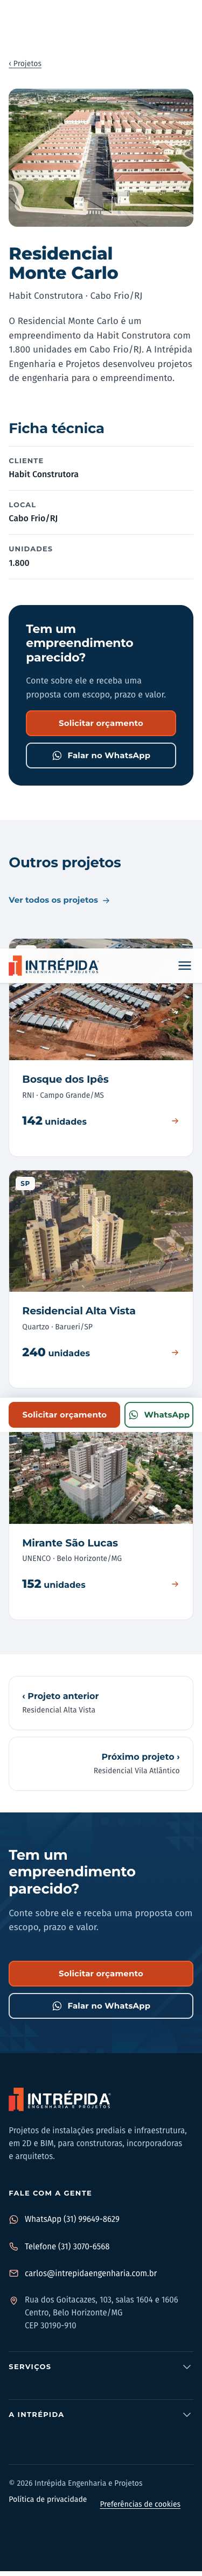 ‹ Projetos
Residencial
Monte Carlo
Habit Construtora · Cabo Frio/RJ
O Residencial Monte Carlo é um
empreendimento da Habit Construtora com
1.800 unidades em Cabo Frio/RJ. A Intrépida
Engenharia e Projetos desenvolveu projetos
de engenharia para o empreendimento.
Ficha técnica
CLIENTE
Habit Construtora
LOCAL
Cabo Frio/RJ
UNIDADES
1.800
Tem um
empreendimento
parecido?
Conte sobre ele e receba uma
proposta com escopo, prazo e valor.
Solicitar orçamento
Falar no WhatsApp
Outros projetos
Ver todos os projetos →
INTRÉPIDA
ENGENHARIA E PROJETOS
Bosque dos Ipês
RNI · Campo Grande/MS
142 unidades
SP
Residencial Alta Vista
Quartzo · Barueri/SP
240 unidades
Solicitar orçamento
WhatsApp
Mirante São Lucas
UNENCO · Belo Horizonte/MG
152 unidades
‹ Projeto anterior
Residencial Alta Vista
Próximo projeto ›
Residencial Vila Atlântico
Tem um
empreendimento
parecido?
Conte sobre ele e receba uma proposta com
escopo, prazo e valor.
Solicitar orçamento
Falar no WhatsApp
INTRÉPIDA
ENGENHARIA E PROJETOS
Projetos de instalações prediais e infraestrutura,
em 2D e BIM, para construtoras, incorporadoras
e arquitetos.
FALE COM A GENTE
WhatsApp (31) 99649-8629
Telefone (31) 3070-6568
carlos@intrepidaengenharia.com.br
Rua dos Goitacazes, 103, salas 1604 e 1606
Centro, Belo Horizonte/MG
CEP 30190-910
SERVIÇOS
A INTRÉPIDA
© 2026 Intrépida Engenharia e Projetos
Política de privacidade
Preferências de cookies